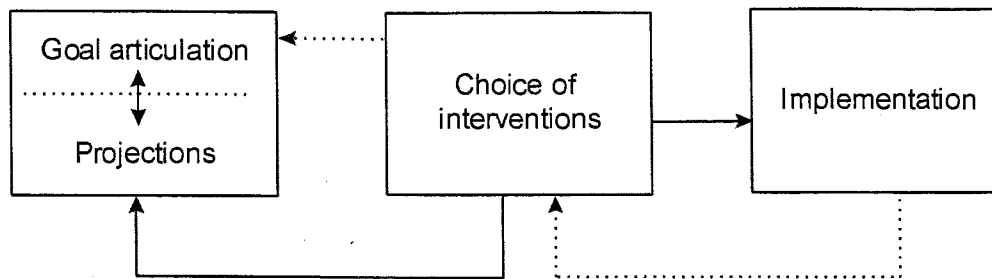 Goal articulation
Projections
Choice of
interventions
Implementation